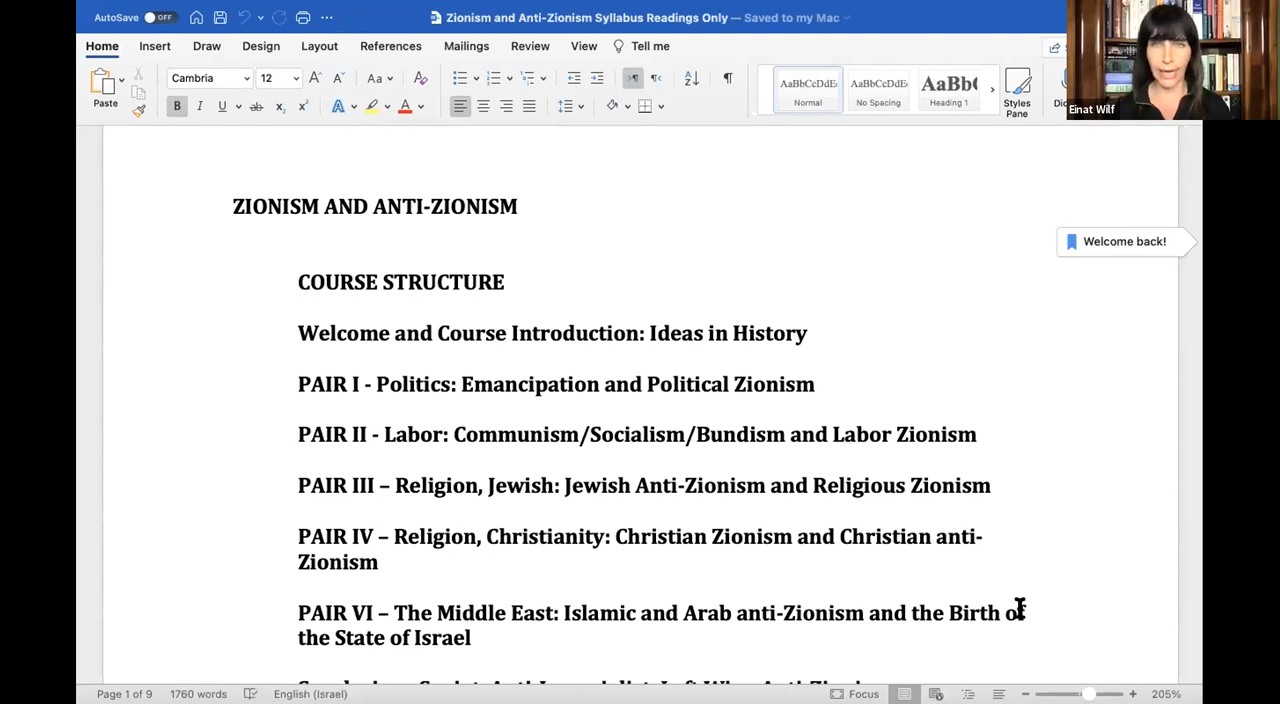 AutoSave OFF
Zionism and Anti-Zionism Syllabus Readings Only — Saved to my Mac
Home Insert Draw Design Layout References Mailings Review View Tell me
Paste
Cambria 12
AaBbCcDdE AaBbCcDdE AaBb
Normal No Spacing Heading 1
Styles Pane
Einat Wilf
ZIONISM AND ANTI-ZIONISM
Welcome back!
COURSE STRUCTURE
Welcome and Course Introduction: Ideas in History
PAIR I - Politics: Emancipation and Political Zionism
PAIR II - Labor: Communism/Socialism/Bundism and Labor Zionism
PAIR III – Religion, Jewish: Jewish Anti-Zionism and Religious Zionism
PAIR IV – Religion, Christianity: Christian Zionism and Christian anti-
Zionism
PAIR VI – The Middle East: Islamic and Arab anti-Zionism and the Birth of
the State of Israel
Page 1 of 9 1760 words English (Israel) Focus 205%